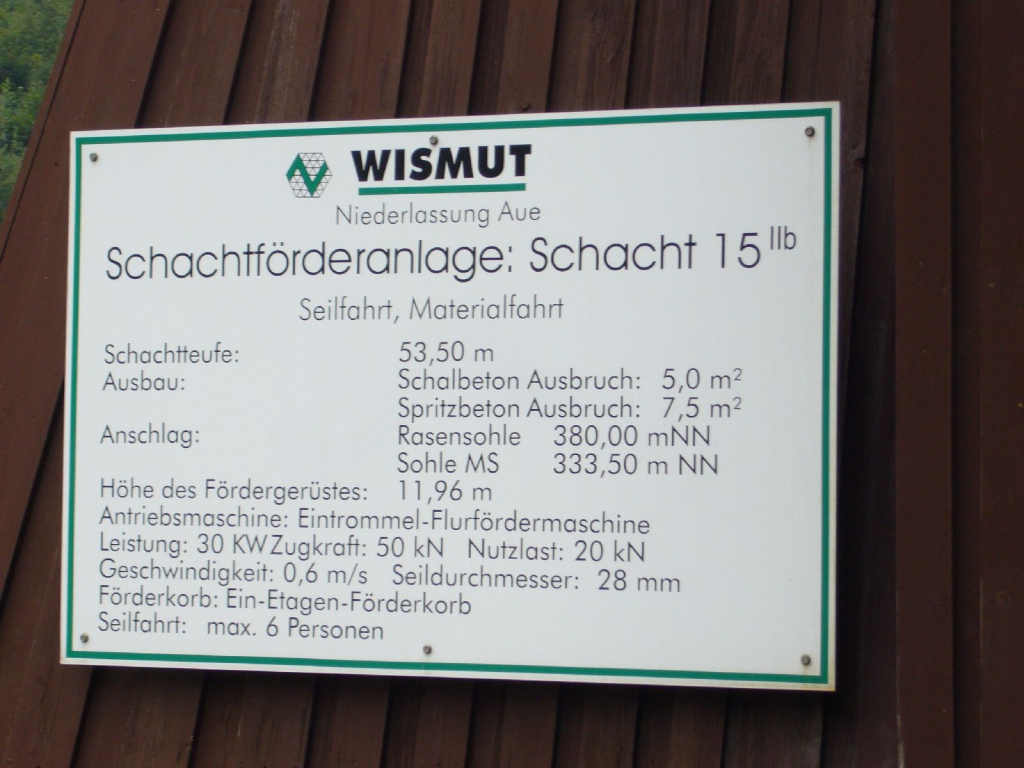 WISMUT
Niederlassung Aue
Schachtförderanlage: Schacht 15 IIb
Seilfahrt, Materialfahrt
Schachtteufe: 53,50 m
Ausbau: Schalbeton Ausbruch: 5,0 m²
Spritzbeton Ausbruch: 7,5 m²
Anschlag: Rasensohle 380,00 mNN
Sohle MS 333,50 m NN
Höhe des Fördergerüstes: 11,96 m
Antriebsmaschine: Eintrommel-Flurfördermaschine
Leistung: 30 KW Zugkraft: 50 kN Nutzlast: 20 kN
Geschwindigkeit: 0,6 m/s Seildurchmesser: 28 mm
Förderkorb: Ein-Etagen-Förderkorb
Seilfahrt: max. 6 Personen